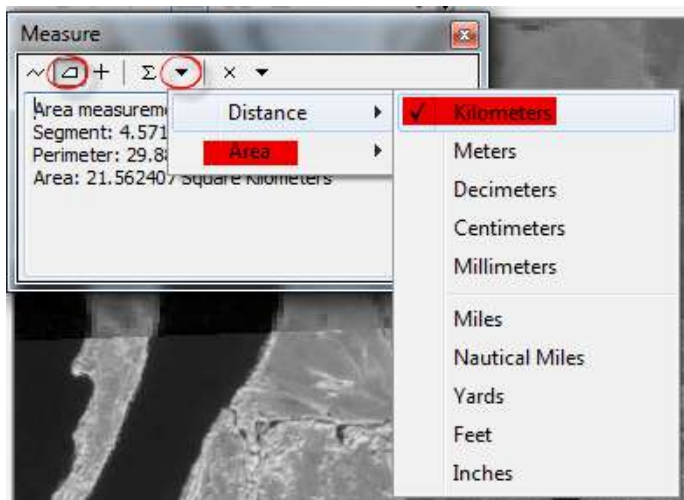 Measure
Area measurem
Segment: 4.571
Perimeter: 29.8
Area: 21.562407 Square Kilometers
Distance
Area
Kilometers
Meters
Decimeters
Centimeters
Millimeters
Miles
Nautical Miles
Yards
Feet
Inches